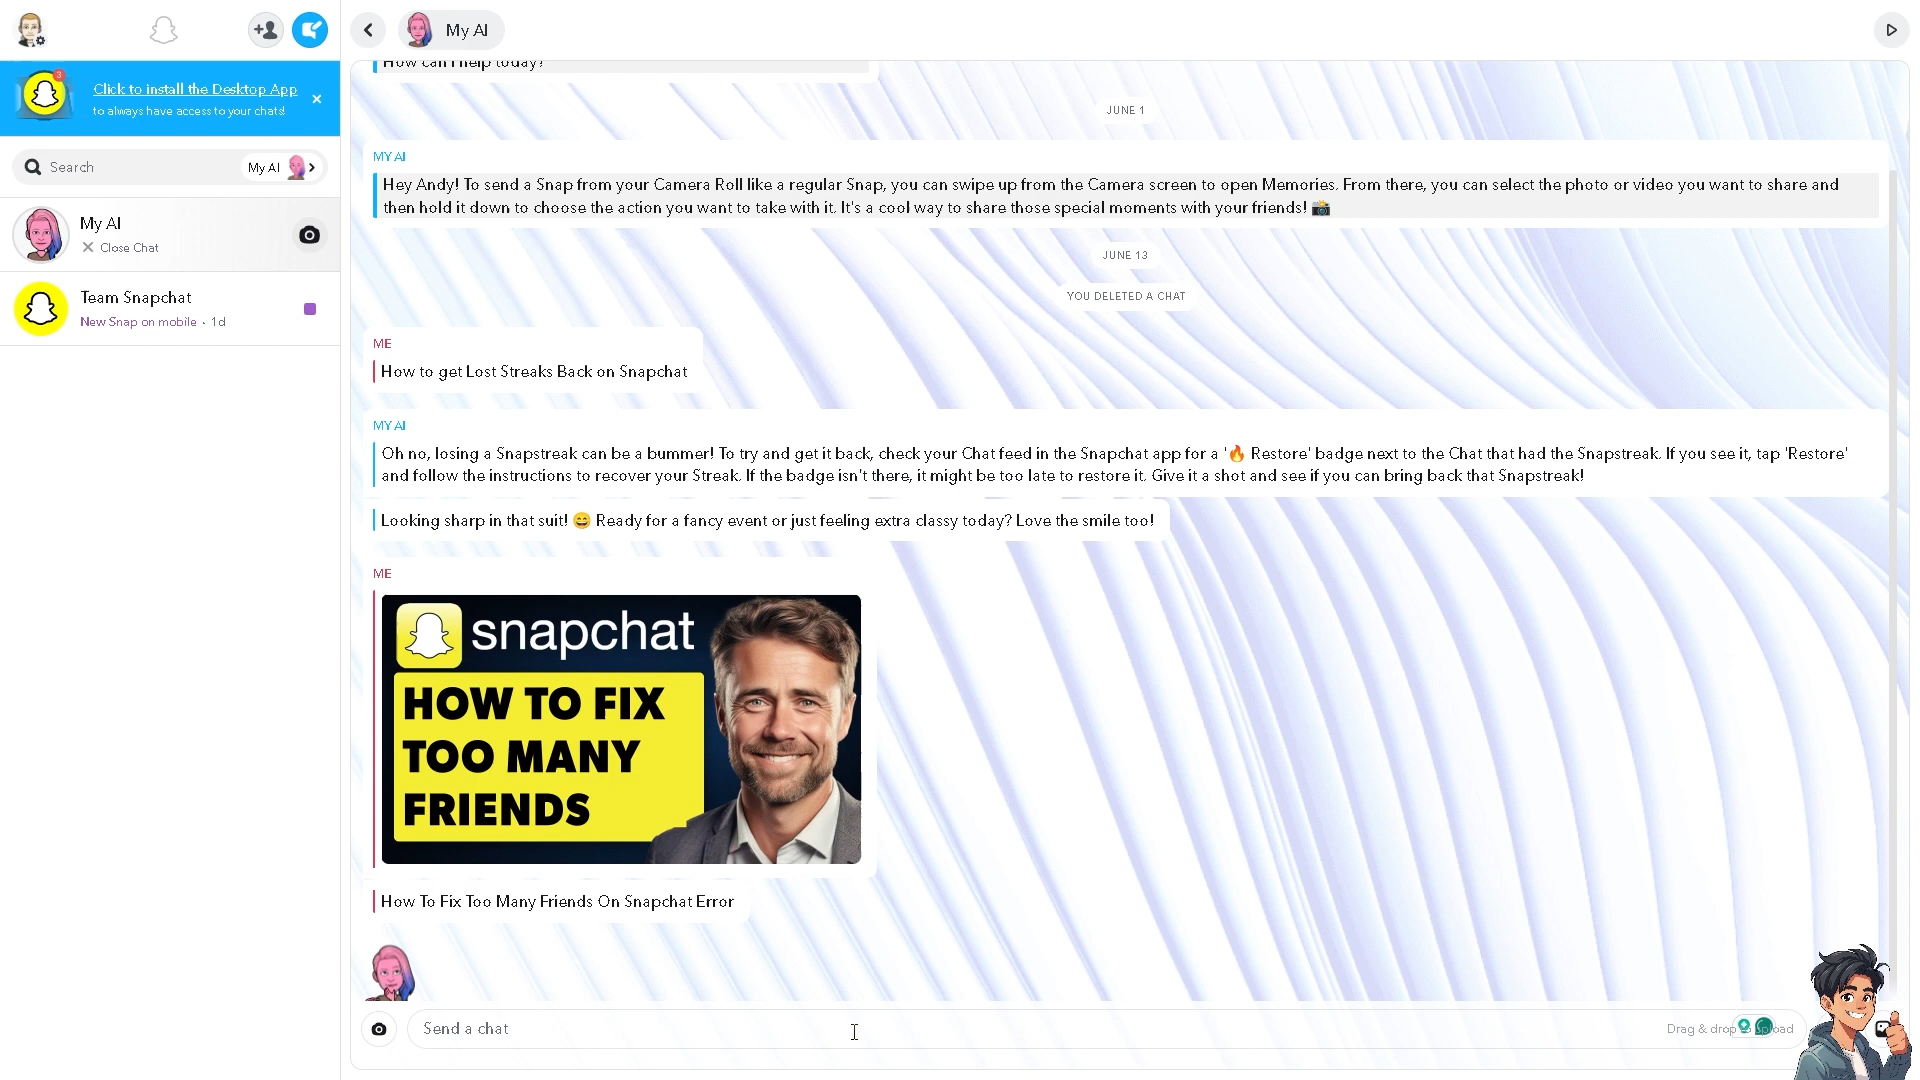 My AI
3
Click to install the Desktop App
to always have access to your chats!
Search
My AI
My AI
Close Chat
Team Snapchat
New Snap on mobile · 1d
How can I help today?
JUNE 1
MY AI
Hey Andy! To send a Snap from your Camera Roll like a regular Snap, you can swipe up from the Camera screen to open Memories. From there, you can select the photo or video you want to share and
then hold it down to choose the action you want to take with it. It's a cool way to share those special moments with your friends! 📸
JUNE 13
YOU DELETED A CHAT
ME
How to get Lost Streaks Back on Snapchat
MY AI
Oh no, losing a Snapstreak can be a bummer! To try and get it back, check your Chat feed in the Snapchat app for a '🔥 Restore' badge next to the Chat that had the Snapstreak. If you see it, tap 'Restore'
and follow the instructions to recover your Streak. If the badge isn't there, it might be too late to restore it. Give it a shot and see if you can bring back that Snapstreak!
Looking sharp in that suit! 😄 Ready for a fancy event or just feeling extra classy today? Love the smile too!
ME
snapchat
HOW TO FIX
TOO MANY
FRIENDS
How To Fix Too Many Friends On Snapchat Error
Send a chat
Drag & drop to upload